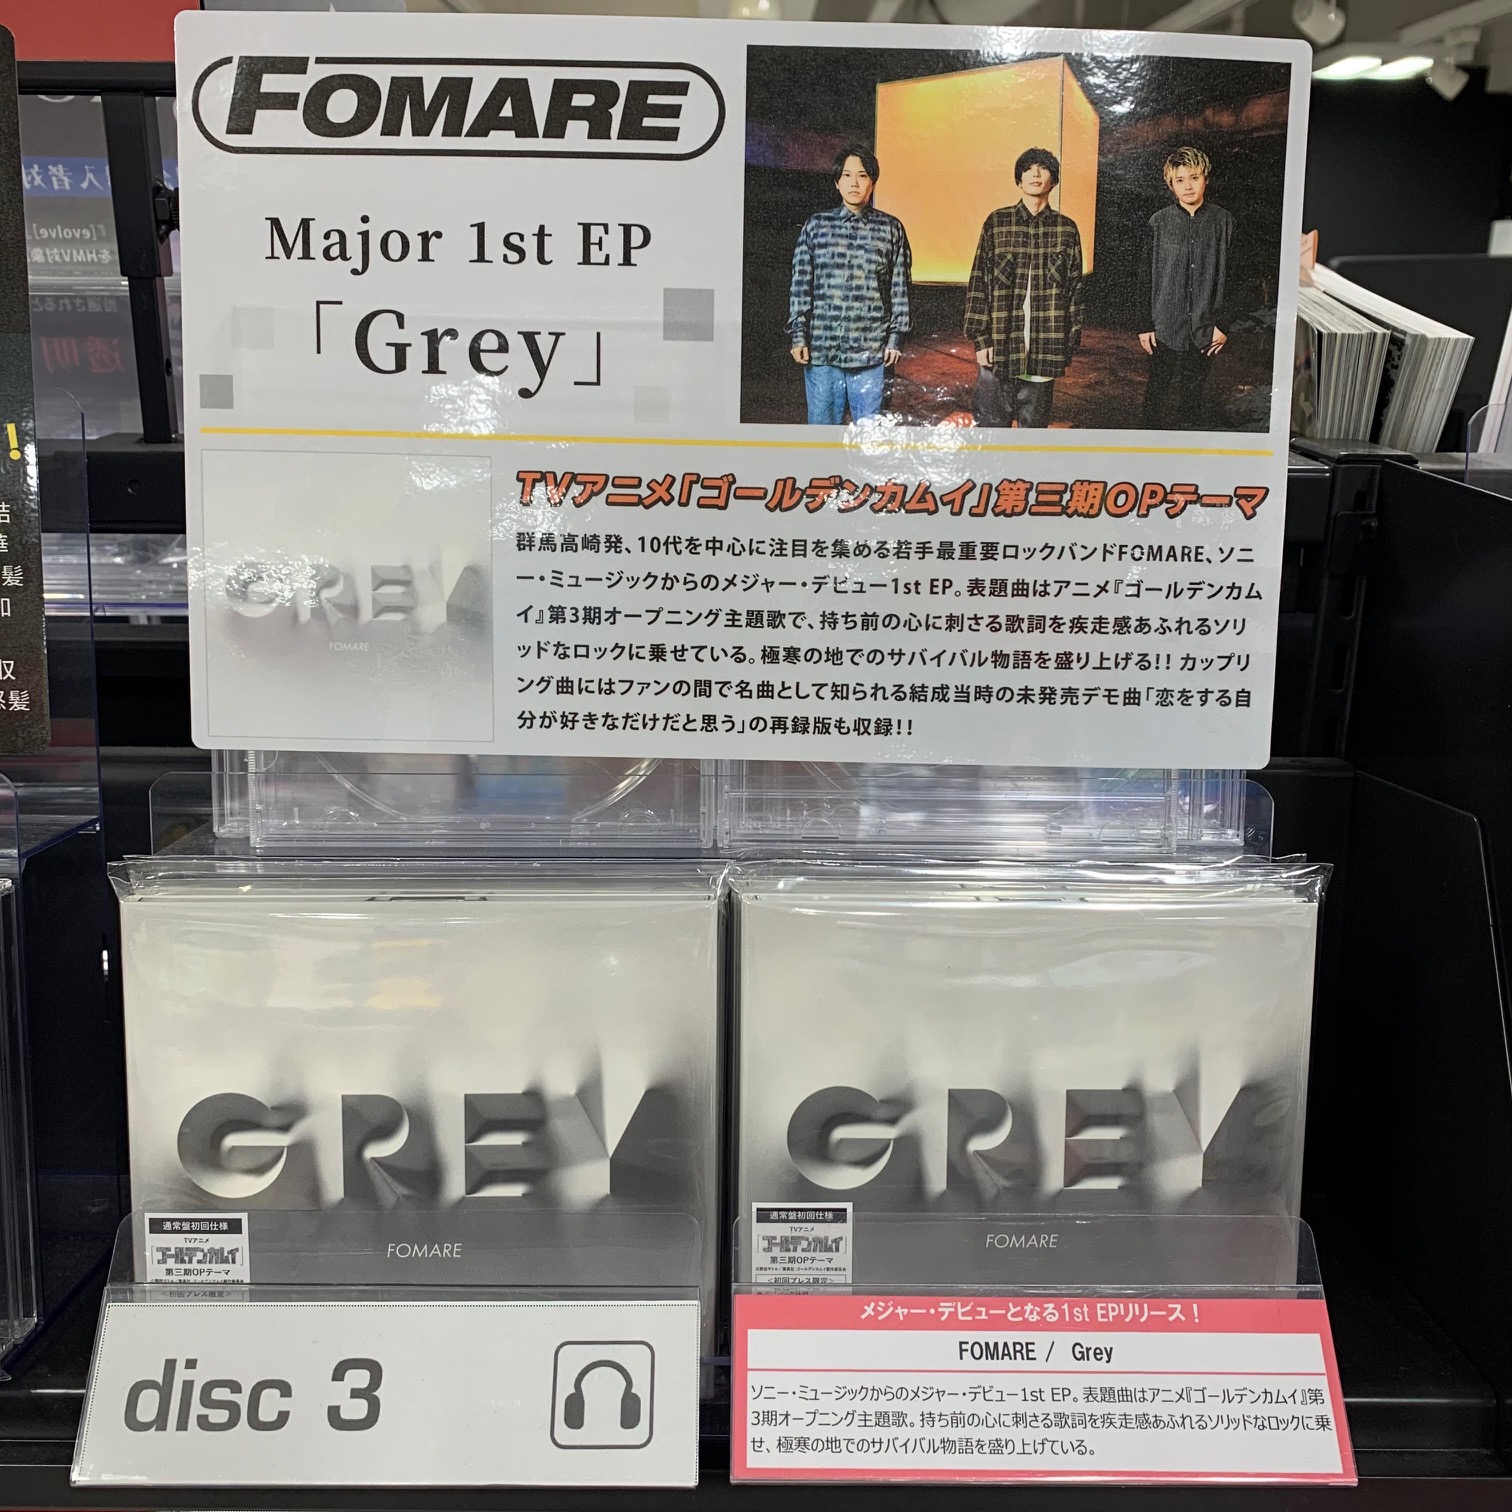 FOMARE
Major 1st EP
「Grey」
TVアニメ「ゴールデンカムイ」第三期OPテーマ
群馬高崎発、10代を中心に注目を集める若手最重要ロックバンドFOMARE、ソニ
ー・ミュージックからのメジャー・デビュー1st EP。表題曲はアニメ『ゴールデンカム
イ』第3期オープニング主題歌で、持ち前の心に刺さる歌詞を疾走感あふれるソリ
ッドなロックに乗せている。極寒の地でのサバイバル物語を盛り上げる!! カップリ
ング曲にはファンの間で名曲として知られる結成当時の未発売デモ曲「恋をする自
分が好きなだけだと思う」の再録版も収録!!
GREY
FOMARE
GREY
FOMARE
通常盤初回仕様
TVアニメ
「ゴールデンカムイ」
第三期OPテーマ
<初回プレス限定>
GREY
FOMARE
通常盤初回仕様
TVアニメ
「ゴールデンカムイ」
第三期OPテーマ
<初回プレス限定>
disc 3
メジャー・デビューとなる1st EPリリース！
FOMARE / Grey
ソニー・ミュージックからのメジャー・デビュー1st EP。表題曲はアニメ『ゴールデンカムイ』第
3期オープニング主題歌。持ち前の心に刺さる歌詞を疾走感あふれるソリッドなロックに乗
せ、極寒の地でのサバイバル物語を盛り上げている。